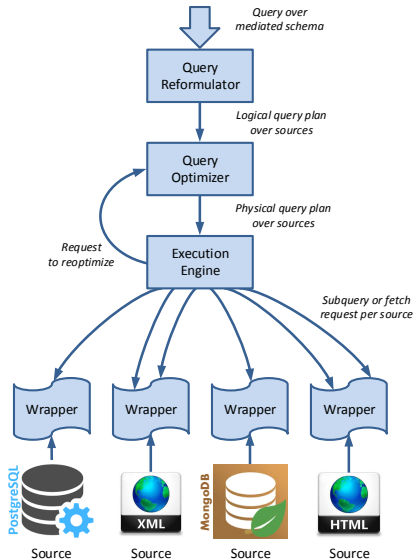 Query over
mediated schema
Query
Reformulator
Logical query plan
over sources
Query
Optimizer
Physical query plan
over sources
Request
to reoptimize
Execution
Engine
Subquery or fetch
request per source
Wrapper
Wrapper
Wrapper
Wrapper
PostgreSQL
XML
MongoDB
HTML
Source
Source
Source
Source